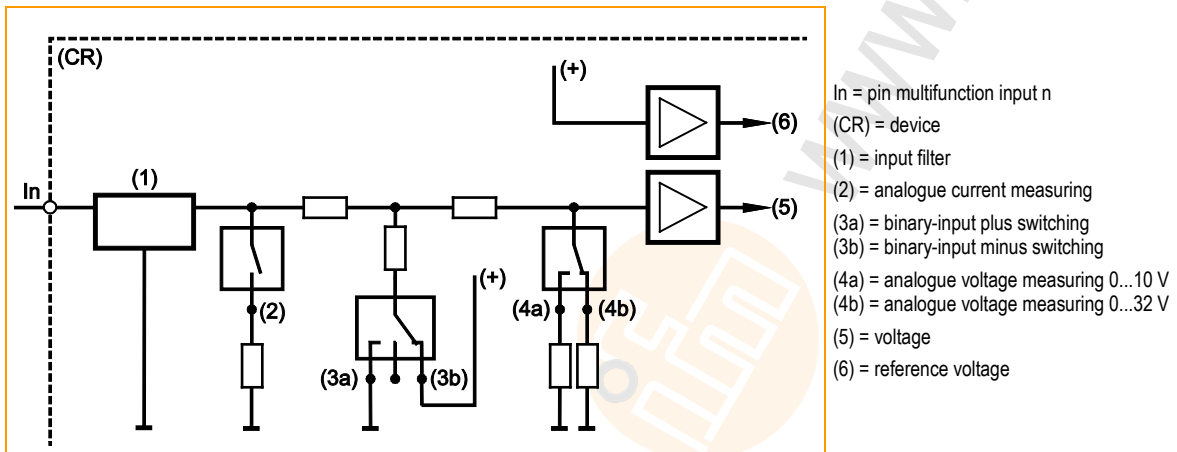 (CR)
(+)
(6)
In
(1)
(5)
(2)
(+)
(4a)
(4b)
(3a)
(3b)
In = pin multifunction input n
(CR) = device
(1) = input filter
(2) = analogue current measuring
(3a) = binary-input plus switching
(3b) = binary-input minus switching
(4a) = analogue voltage measuring 0...10 V
(4b) = analogue voltage measuring 0...32 V
(5) = voltage
(6) = reference voltage
ifm